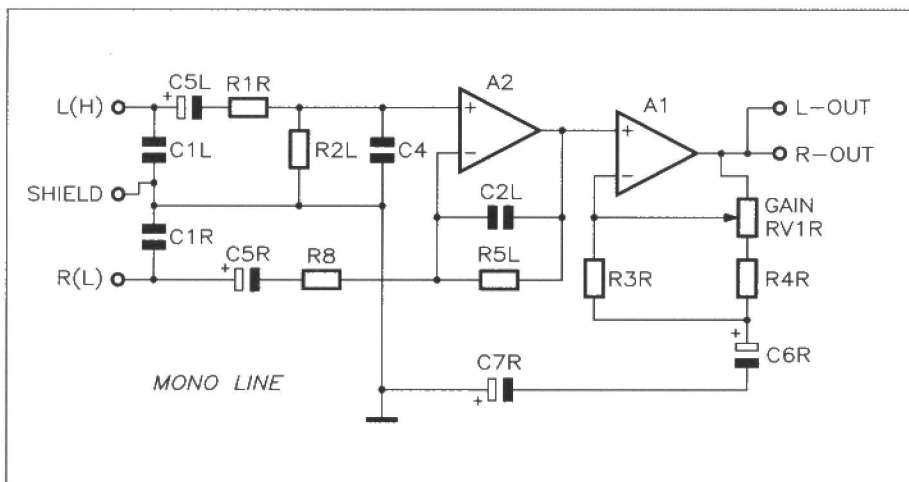 C5L
R1R
A2
A1
L(H)
L-OUT
C1L
R2L
C4
R-OUT
SHIELD
C2L
GAIN
RV1R
C1R
R(L)
C5R
R8
R5L
R3R
R4R
C7R
C6R
MONO LINE
+
+
-
+
-
+
+
+